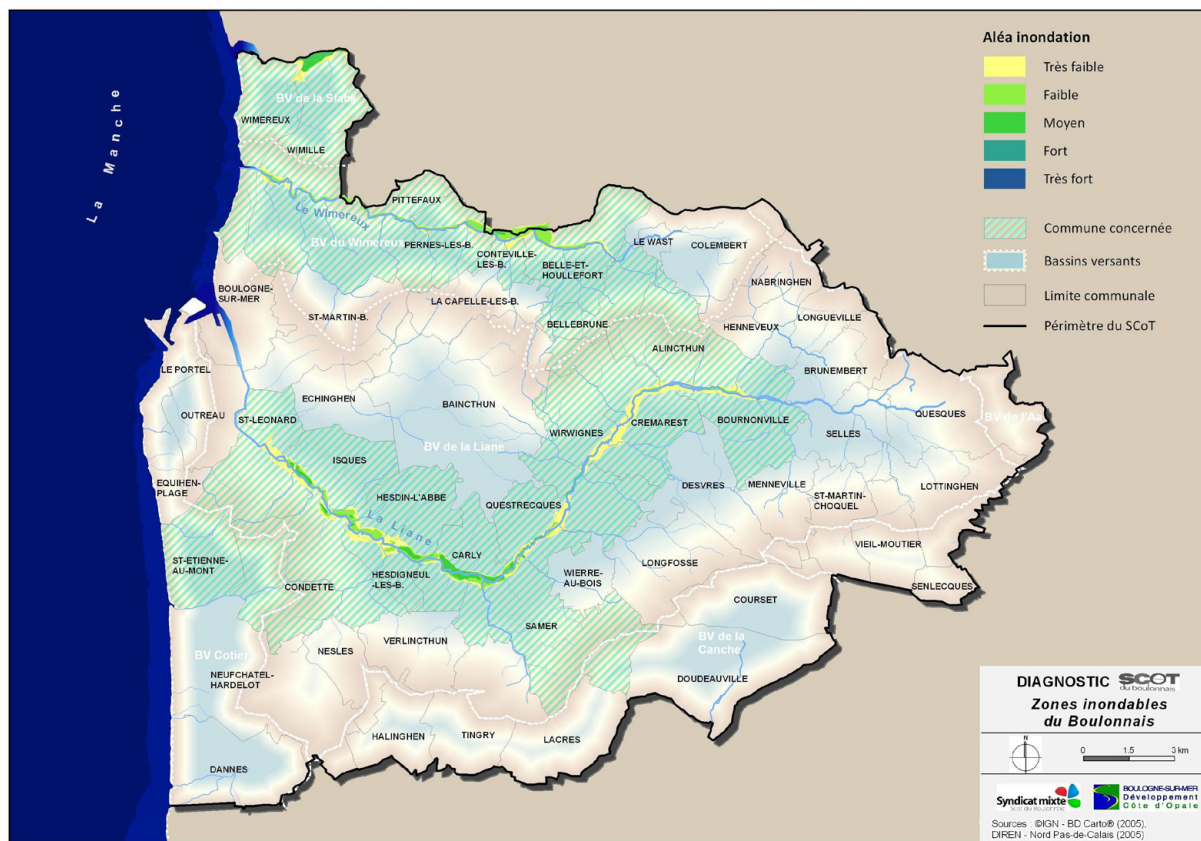 La Manche
BV de la Slack
WIMEREUX
WIMILLE
PITTEFAUX
Le Wimereux
BV du Wimereux
PERNES-LES-B.
CONTEVILLE-
LES-B.
BELLE-ET-
HOULLEFORT
LE WAST
COLEMBERT
NABRINGHEN
BOULOGNE-
SUR-MER
ST-MARTIN-B.
LA CAPELLE-LES-B.
BELLEBRUNE
HENNEVEUX
LONGUEVILLE
ALINCTHUN
BRUNEMBERT
LE PORTEL
OUTREAU
ECHINGHEN
BAINCTHUN
ST-LEONARD
WIRWIGNES
CREMAREST
BOURNONVILLE
QUESQUES
BV de l'Aa
SELLES
BV de la Liane
ISQUES
EQUIHEN-
PLAGE
HESDIN-L'ABBE
QUESTRECQUES
DESVRES
MENNEVILLE
ST-MARTIN-
CHOQUEL
LOTTINGHEN
La Liane
VIEIL-MOUTIER
ST-ETIENNE-
AU-MONT
CARLY
CONDETTE
HESDIGNEUL
-LES-B.
WIERRE-
AU-BOIS
LONGFOSSE
SENLECQUES
COURSET
SAMER
BV de la
Canche
VERLINCTHUN
NESLES
BV Cotier
NEUFCHATEL-
HARDELOT
DOUDEAUVILLE
HALINGHEN
TINGRY
LACRES
DANNES
Aléa inondation
Très faible
Faible
Moyen
Fort
Très fort
Commune concernée
Bassins versants
Limite communale
Périmètre du SCoT
DIAGNOSTIC SCOT
du boulonnais
Zones inondables
du Boulonnais
N
0 1.5 3 km
Syndicat mixte
Scot du Boulonnais
BOULOGNE-SUR-MER
Développement
Côte d'Opale
Sources : ©IGN - BD Carto® (2005),
DIREN - Nord Pas-de-Calais (2005)